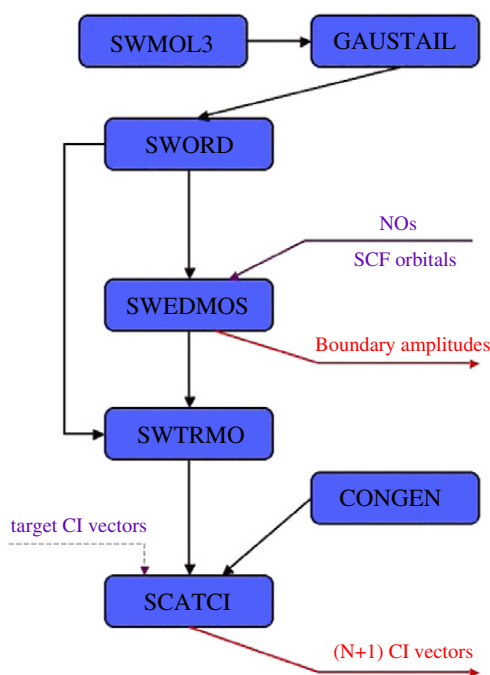 SWMOL3
GAUSTAIL
SWORD
NOs
SCF orbitals
SWEDMOS
Boundary amplitudes
SWTRMO
CONGEN
target CI vectors
SCATCI
(N+1) CI vectors